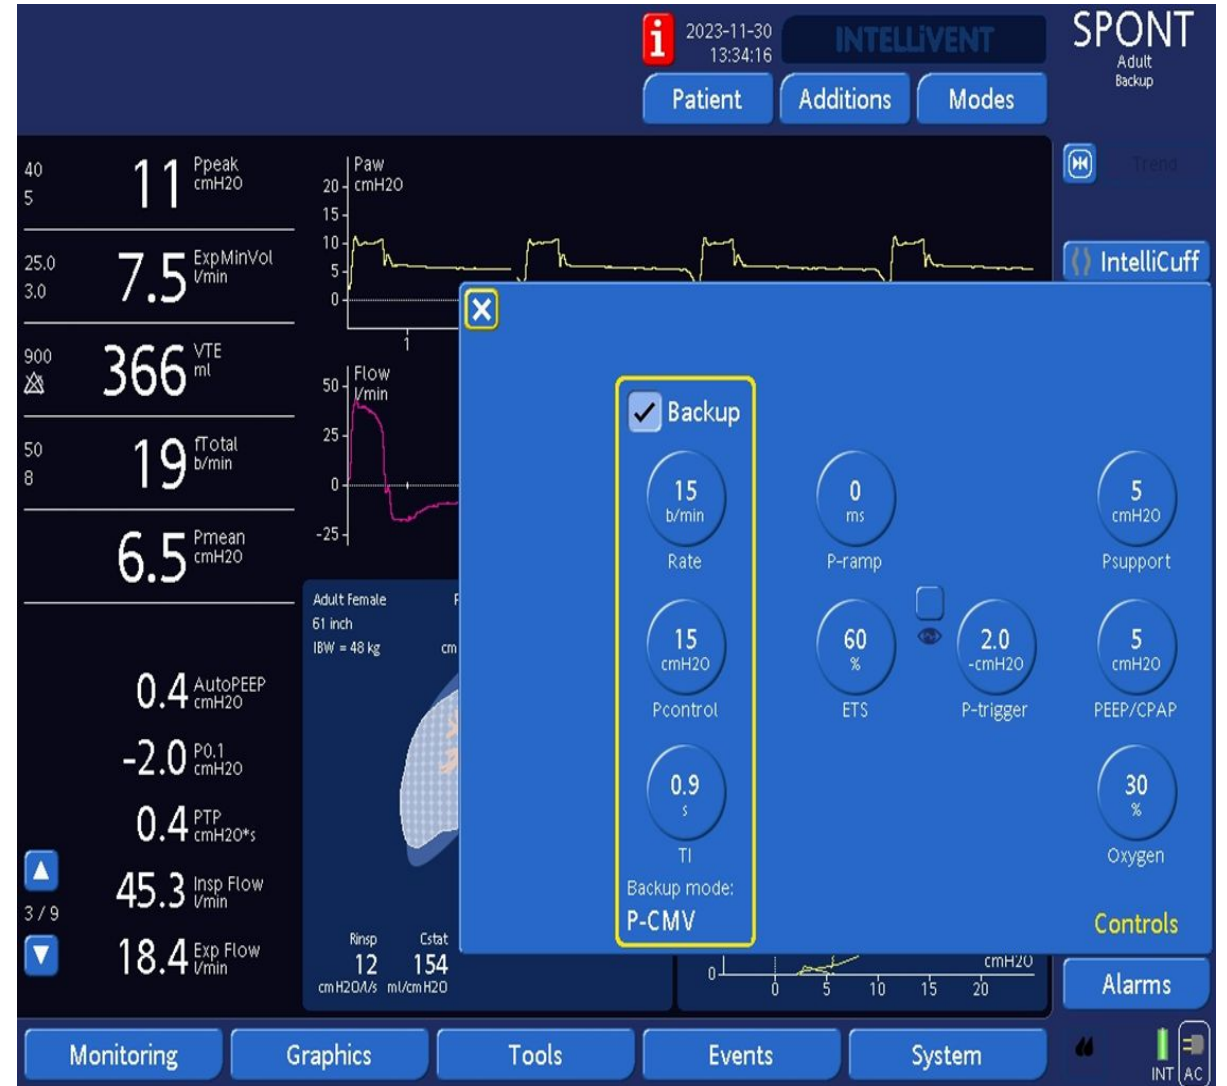 i
2023-11-30
13:34:16
INTELLiVENT
SPONT
Adult
Backup
Patient
Additions
Modes
40
5
11
Ppeak
cmH2O
25.0
3.0
7.5
ExpMinVol
l/min
900
366
VTE
ml
50
8
19
fTotal
b/min
6.5
Pmean
cmH2O
0.4
AutoPEEP
cmH2O
-2.0
P0.1
cmH2O
0.4
PTP
cmH2O*s
3 / 9
45.3
Insp Flow
l/min
18.4
Exp Flow
l/min
Paw
cmH2O
20
15
10
5
0
1
Flow
l/min
50
25
0
-25
Trend
IntelliCuff
Adult Female
61 inch
IBW = 48 kg
cm
Rinsp
12
cmH2O/l/s
Cstat
154
ml/cmH2O
Backup
15
b/min
Rate
15
cmH2O
Pcontrol
0.9
s
TI
Backup mode:
P-CMV
0
ms
P-ramp
60
%
ETS
2.0
-cmH2O
P-trigger
5
cmH2O
Psupport
5
cmH2O
PEEP/CPAP
30
%
Oxygen
Controls
0
0
5
10
15
20
cmH2O
Alarms
Monitoring
Graphics
Tools
Events
System
INT
AC